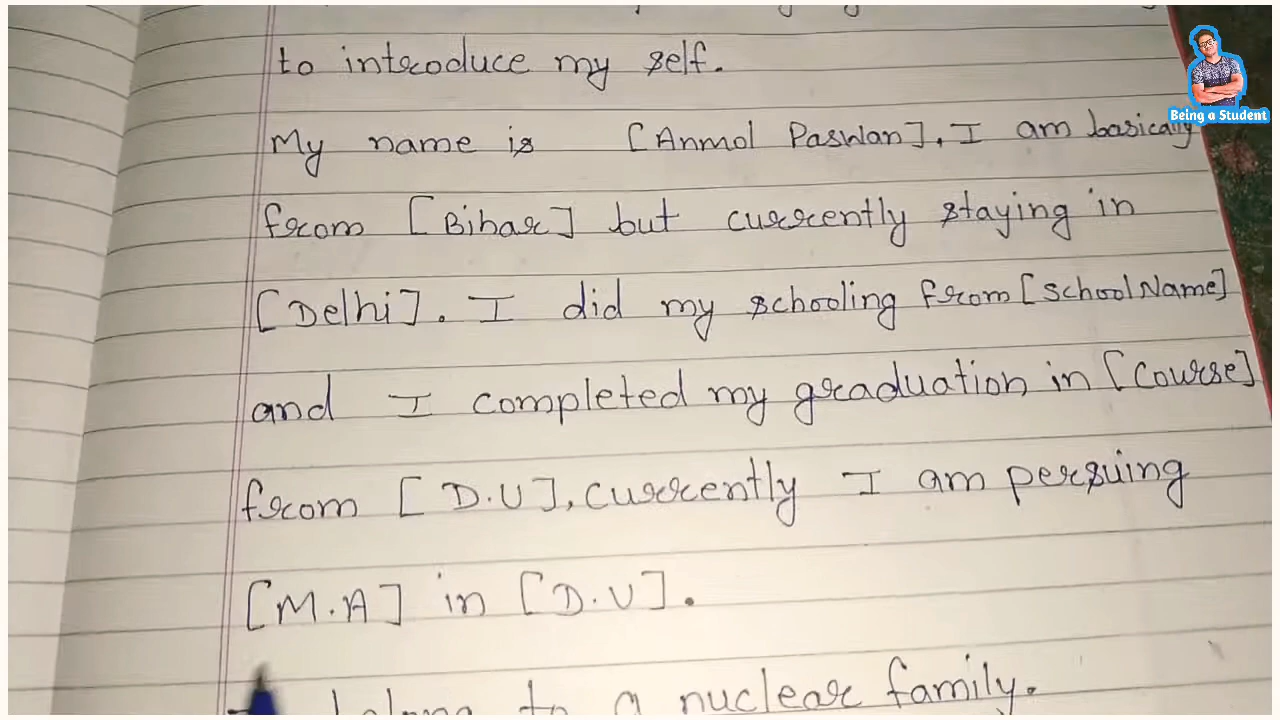 to introduce my self.
My name is [Anmol Paswan]. I am basically
from [Bihar] but currently staying in
[Delhi]. I did my schooling from [School Name]
and I completed my graduation in [Course]
from [D.U], currently I am persuing
[M.A] in [D.U].
belong to a nuclear family.
Being a Student